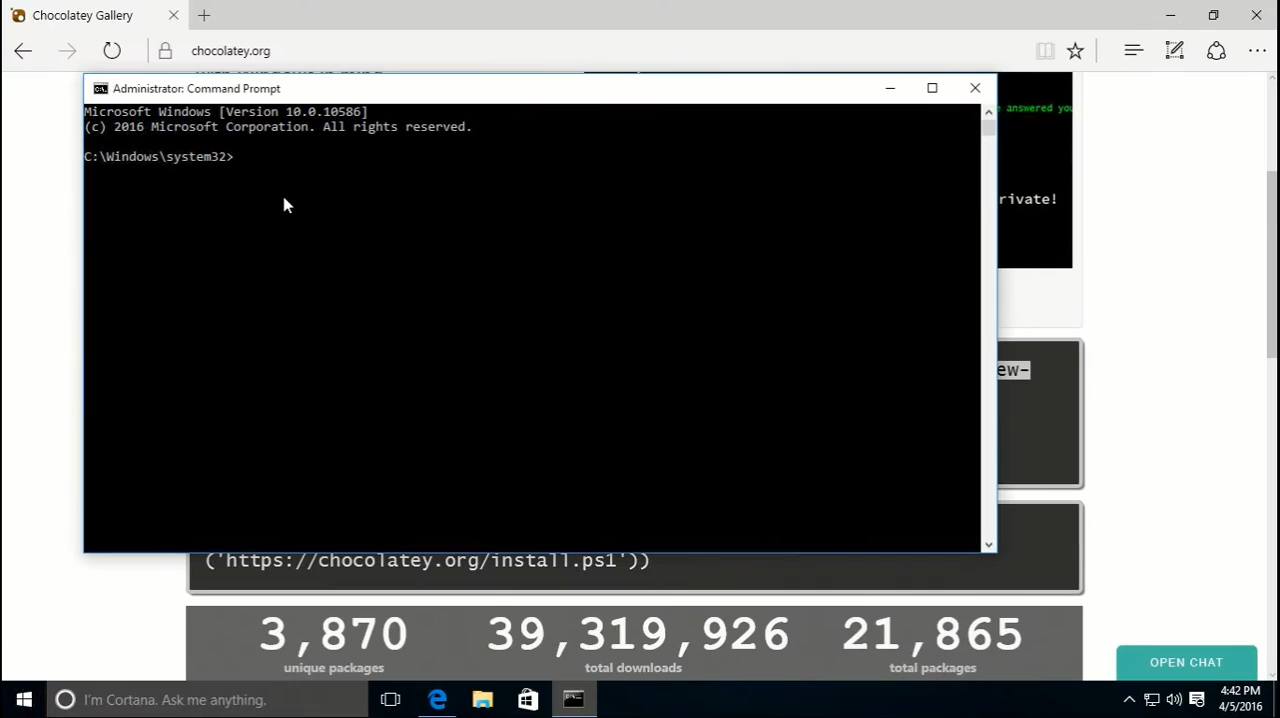 Chocolatey Gallery
chocolatey.org
Administrator: Command Prompt
Microsoft Windows [Version 10.0.10586]
(c) 2016 Microsoft Corporation. All rights reserved.
C:\Windows\system32>
e answered you
rivate!
ew-
('https://chocolatey.org/install.ps1'))
3,870
39,319,926
21,865
unique packages
total downloads
total packages
OPEN CHAT
I'm Cortana. Ask me anything.
4:42 PM
4/5/2016